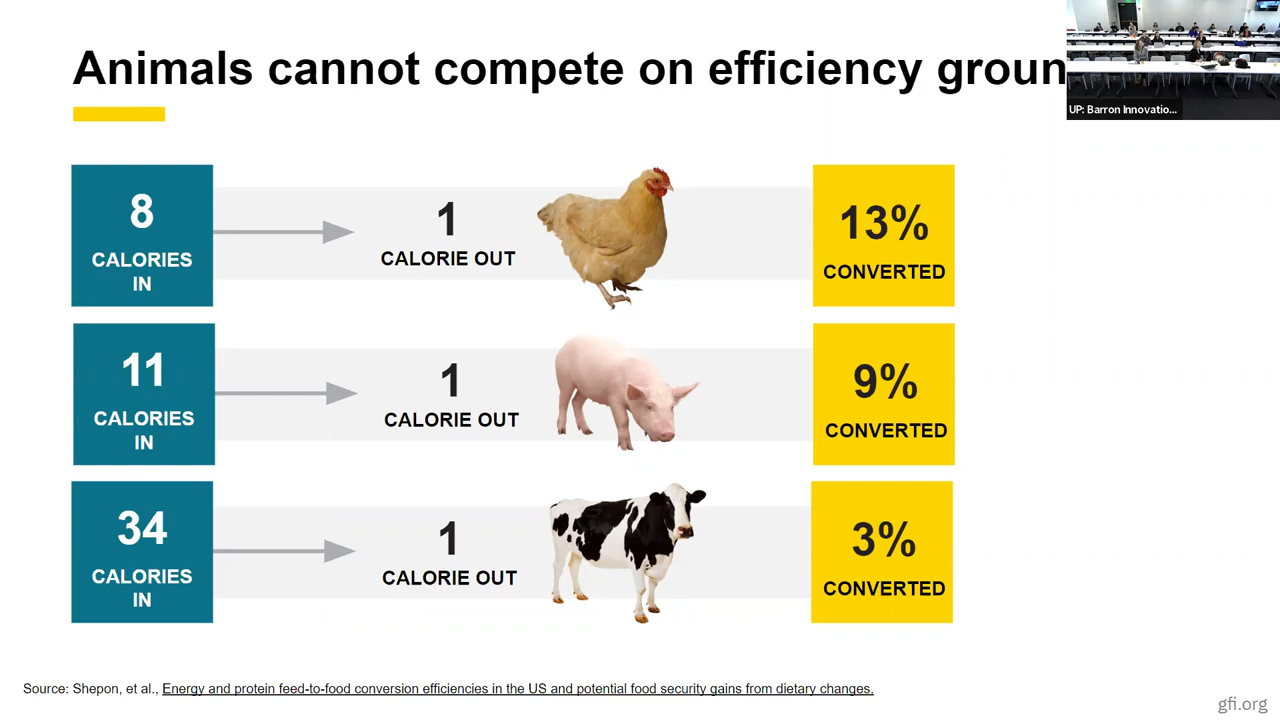 Animals cannot compete on efficiency groun
UP: Barron Innovatio...
8
CALORIES
IN
1
CALORIE OUT
13%
CONVERTED
11
CALORIES
IN
1
CALORIE OUT
9%
CONVERTED
34
CALORIES
IN
1
CALORIE OUT
3%
CONVERTED
Source: Shepon, et al., Energy and protein feed-to-food conversion efficiencies in the US and potential food security gains from dietary changes.
gfi.org